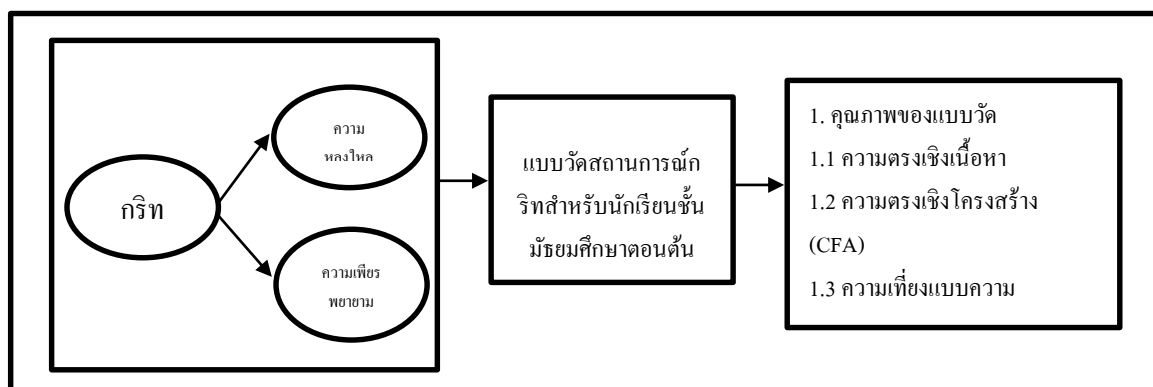 กริท
ความ
หลงใหล
ความเพียร
พยายาม
แบบวัดสถานการณ์ก
ริทสำหรับนักเรียนชั้น
มัธยมศึกษาตอนต้น
1. คุณภาพของแบบวัด
1.1 ความตรงเชิงเนื้อหา
1.2 ความตรงเชิงโครงสร้าง
(CFA)
1.3 ความเที่ยงแบบความ